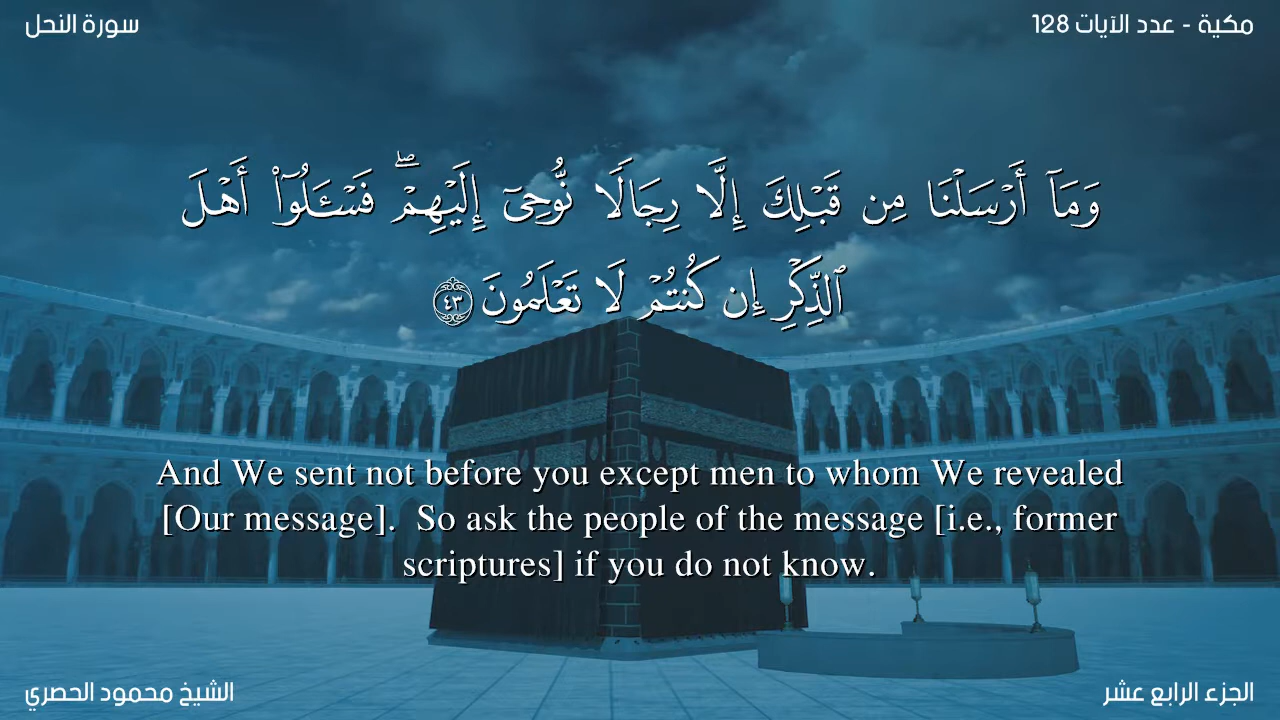 مكية - عدد الآيات 128
سورة النحل
وَمَآ أَرْسَلْنَا مِن قَبْلِكَ إِلَّا رِجَالًا نُّوحِىٓ إِلَيْهِمْ ۖ فَسْـَٔلُوٓا۟ أَهْلَ
ٱلذِّكْرِ إِن كُنتُمْ لَا تَعْلَمُونَ ٤٣
And We sent not before you except men to whom We revealed
[Our message].  So ask the people of the message [i.e., former
scriptures] if you do not know.
الجزء الرابع عشر
الشيخ محمود الحصري